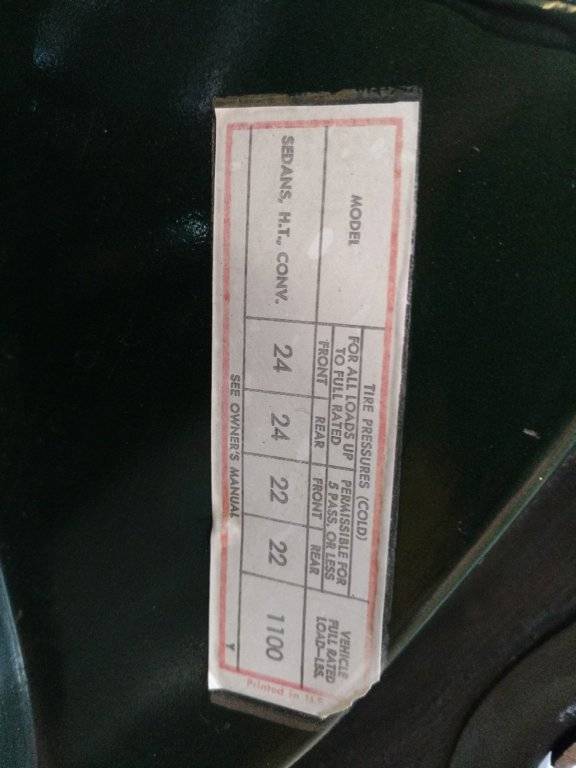 MODEL
TIRE PRESSURES (COLD)
FOR ALL LOADS UP
TO FULL RATED
PERMISSIBLE FOR
5 PASS. OR LESS
VEHICLE
FULL RATED
LOAD—LBS.
FRONT REAR FRONT REAR
SEDANS, H.T., CONV. 24 24 22 22 1100
SEE OWNER'S MANUAL Y
Printed in